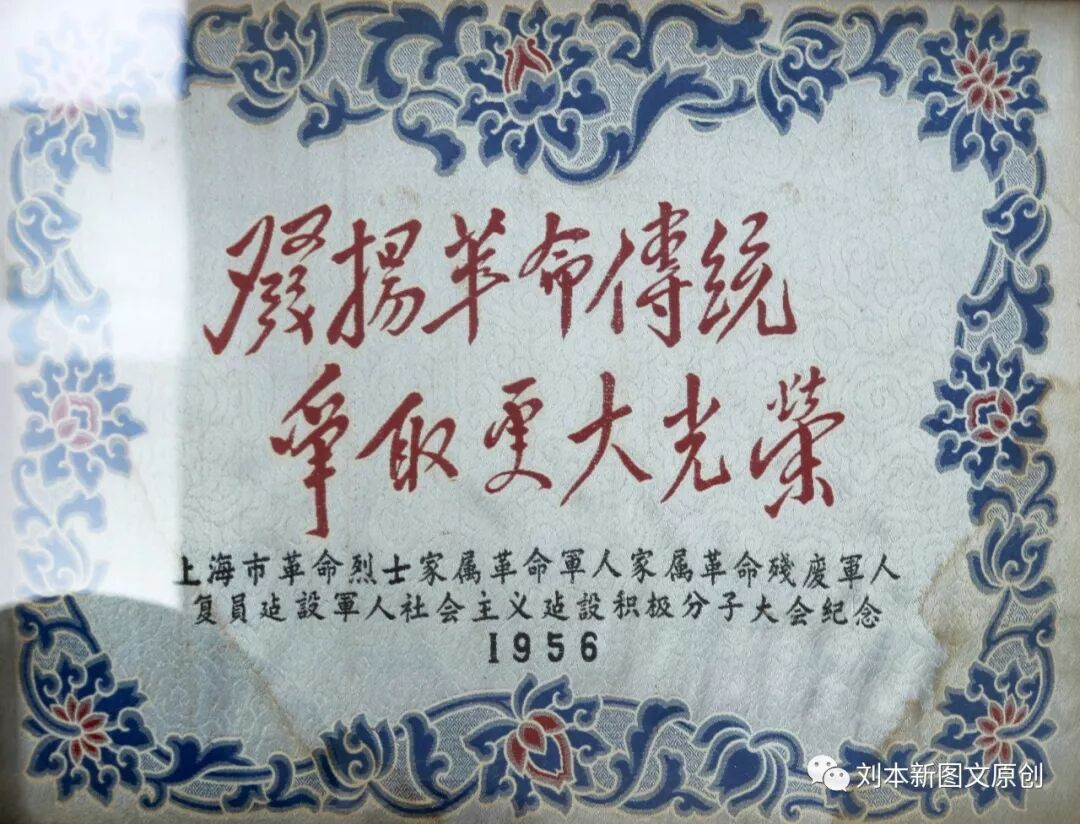 發揚革命傳統
爭取更大光榮
上海市革命烈士家属革命軍人家属革命殘废軍人
复員建設軍人社会主义建設积极分子大会紀念
1956
刘本新图文原创